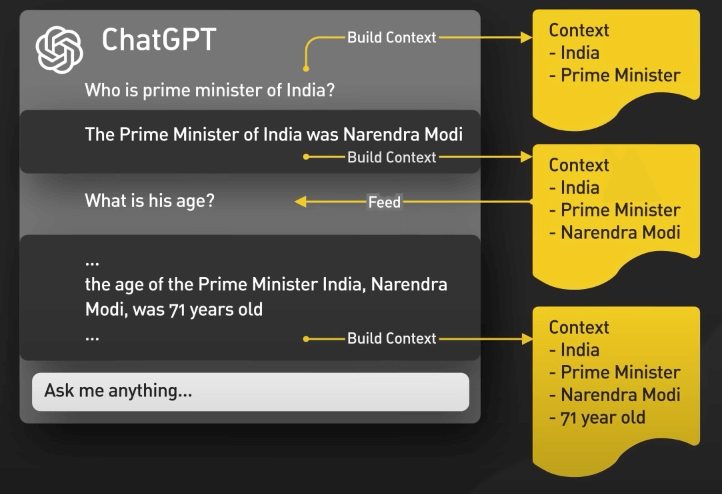 ChatGPT
Build Context
Context
- India
- Prime Minister
Who is prime minister of India?
The Prime Minister of India was Narendra Modi
Build Context
Context
- India
- Prime Minister
- Narendra Modi
What is his age?
Feed
...
the age of the Prime Minister India, Narendra
Modi, was 71 years old
...
Build Context
Context
- India
- Prime Minister
- Narendra Modi
- 71 year old
Ask me anything...